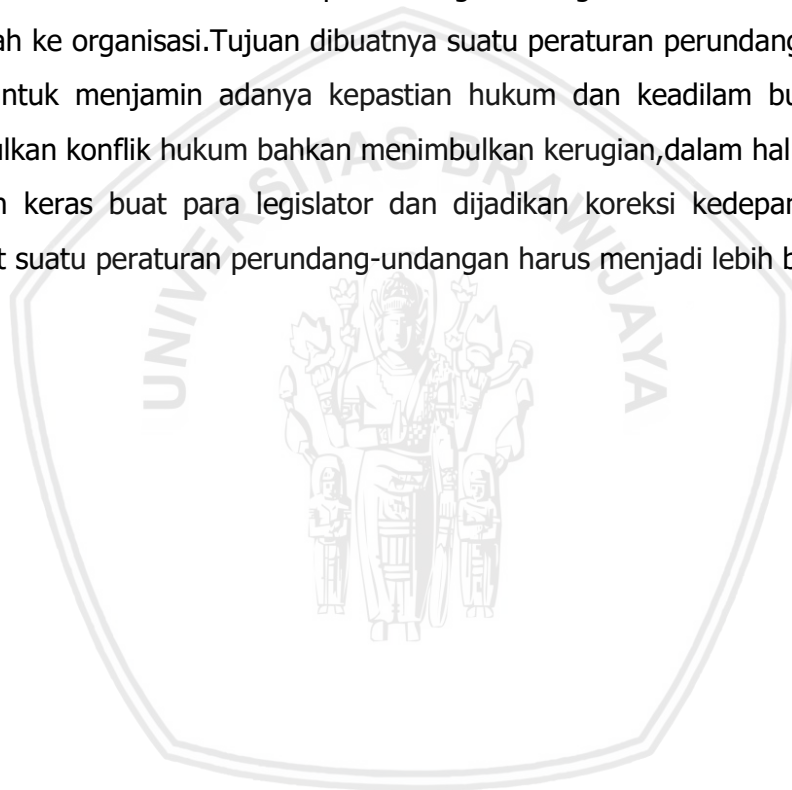 ah ke organisasi.Tujuan dibuatnya suatu peraturan perundang
ntuk menjamin adanya kepastian hukum dan keadilam bu
ulkan konflik hukum bahkan menimbulkan kerugian,dalam hal
n keras buat para legislator dan dijadikan koreksi kedepan
t suatu peraturan perundang-undangan harus menjadi lebih b
UNIVERSITAS BRAWIJAYA